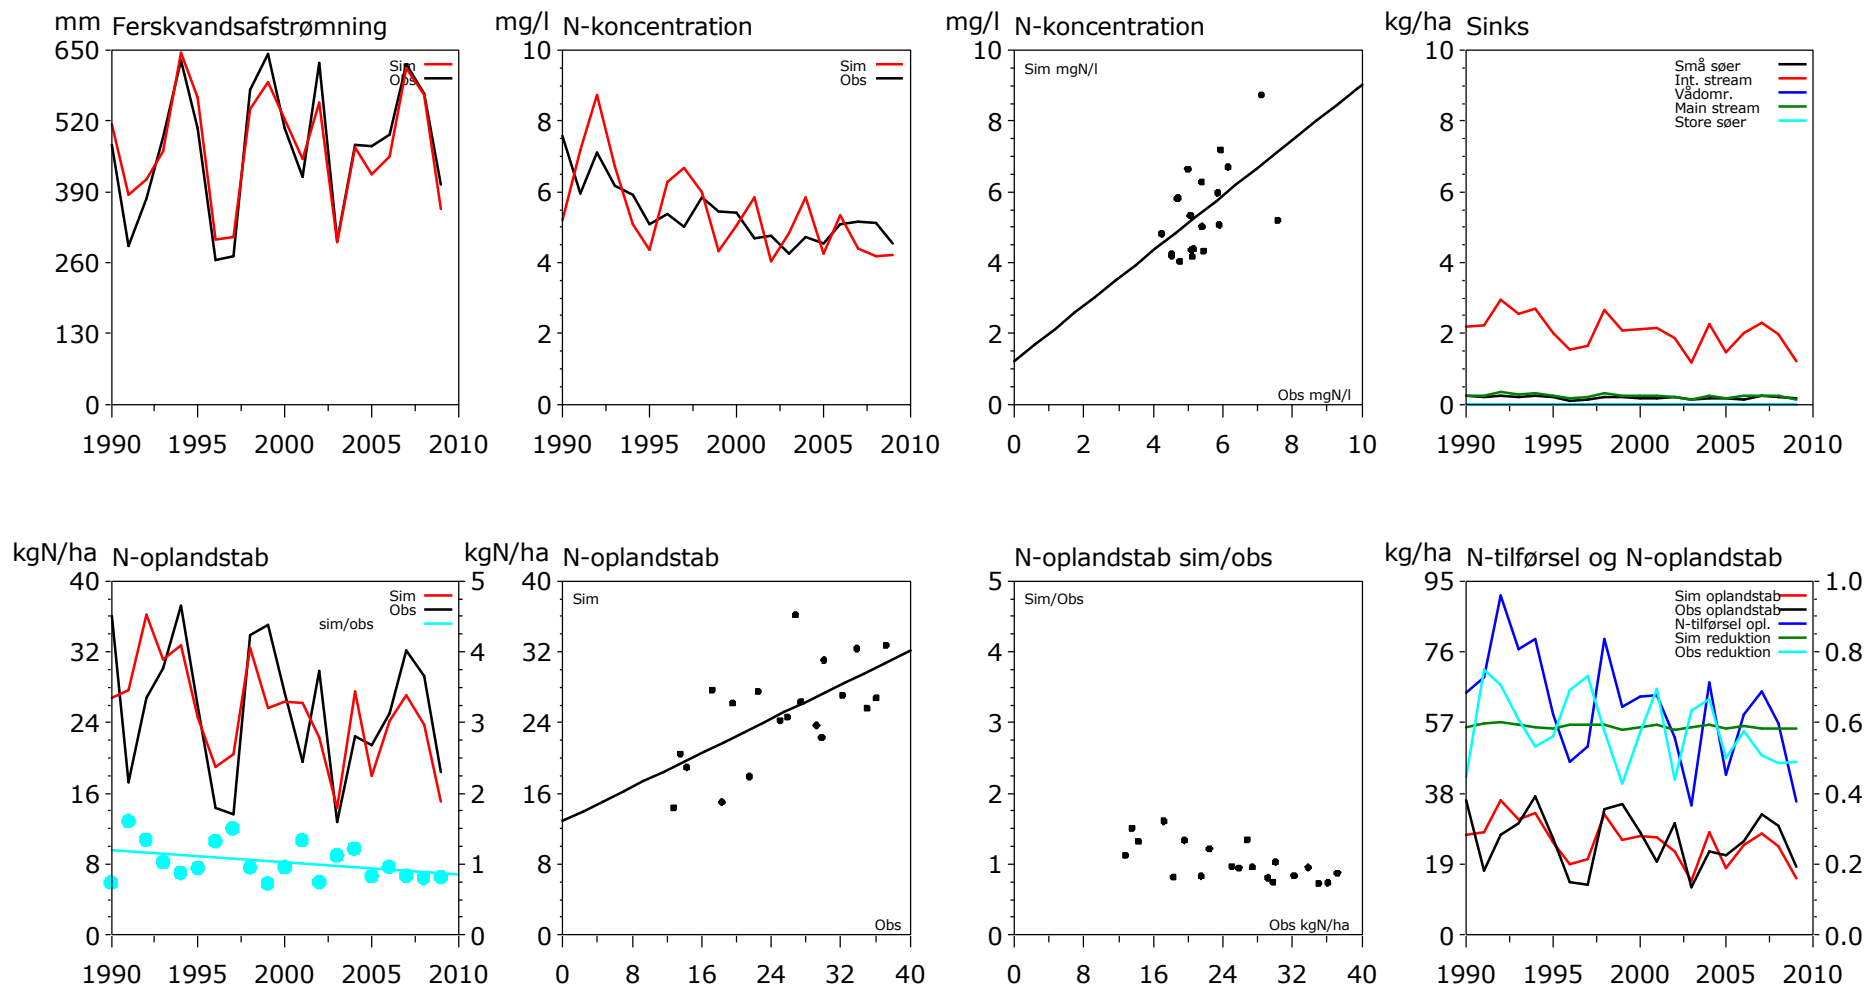 mm Ferskvandsafstrømning
650
520
390
260
130
0
Sim
Obs
1990 1995 2000 2005 2010
mg/l N-koncentration
10
8
6
4
2
0
Sim
Obs
1990 1995 2000 2005 2010
mg/l N-koncentration
10
8
6
4
2
0
Sim mgN/l
Obs mgN/l
0 2 4 6 8 10
kg/ha Sinks
10
8
6
4
2
0
Små søer
Int. stream
Vådomr.
Main stream
Store søer
1990 1995 2000 2005 2010
kgN/ha N-oplandstab
40
32
24
16
8
0
Sim
Obs
sim/obs
5
4
3
2
1
0
1990 1995 2000 2005 2010
kgN/ha N-oplandstab
Sim
Obs
0 8 16 24 32 40
N-oplandstab sim/obs
5
4
3
2
1
0
Sim/Obs
Obs kgN/ha
0 8 16 24 32 40
kg/ha N-tilførsel og N-oplandstab
95
76
57
38
19
0
Sim oplandstab
Obs oplandstab
N-tilførsel opl.
Sim reduktion
Obs reduktion
1.0
0.8
0.6
0.4
0.2
0.0
1990 1995 2000 2005 2010